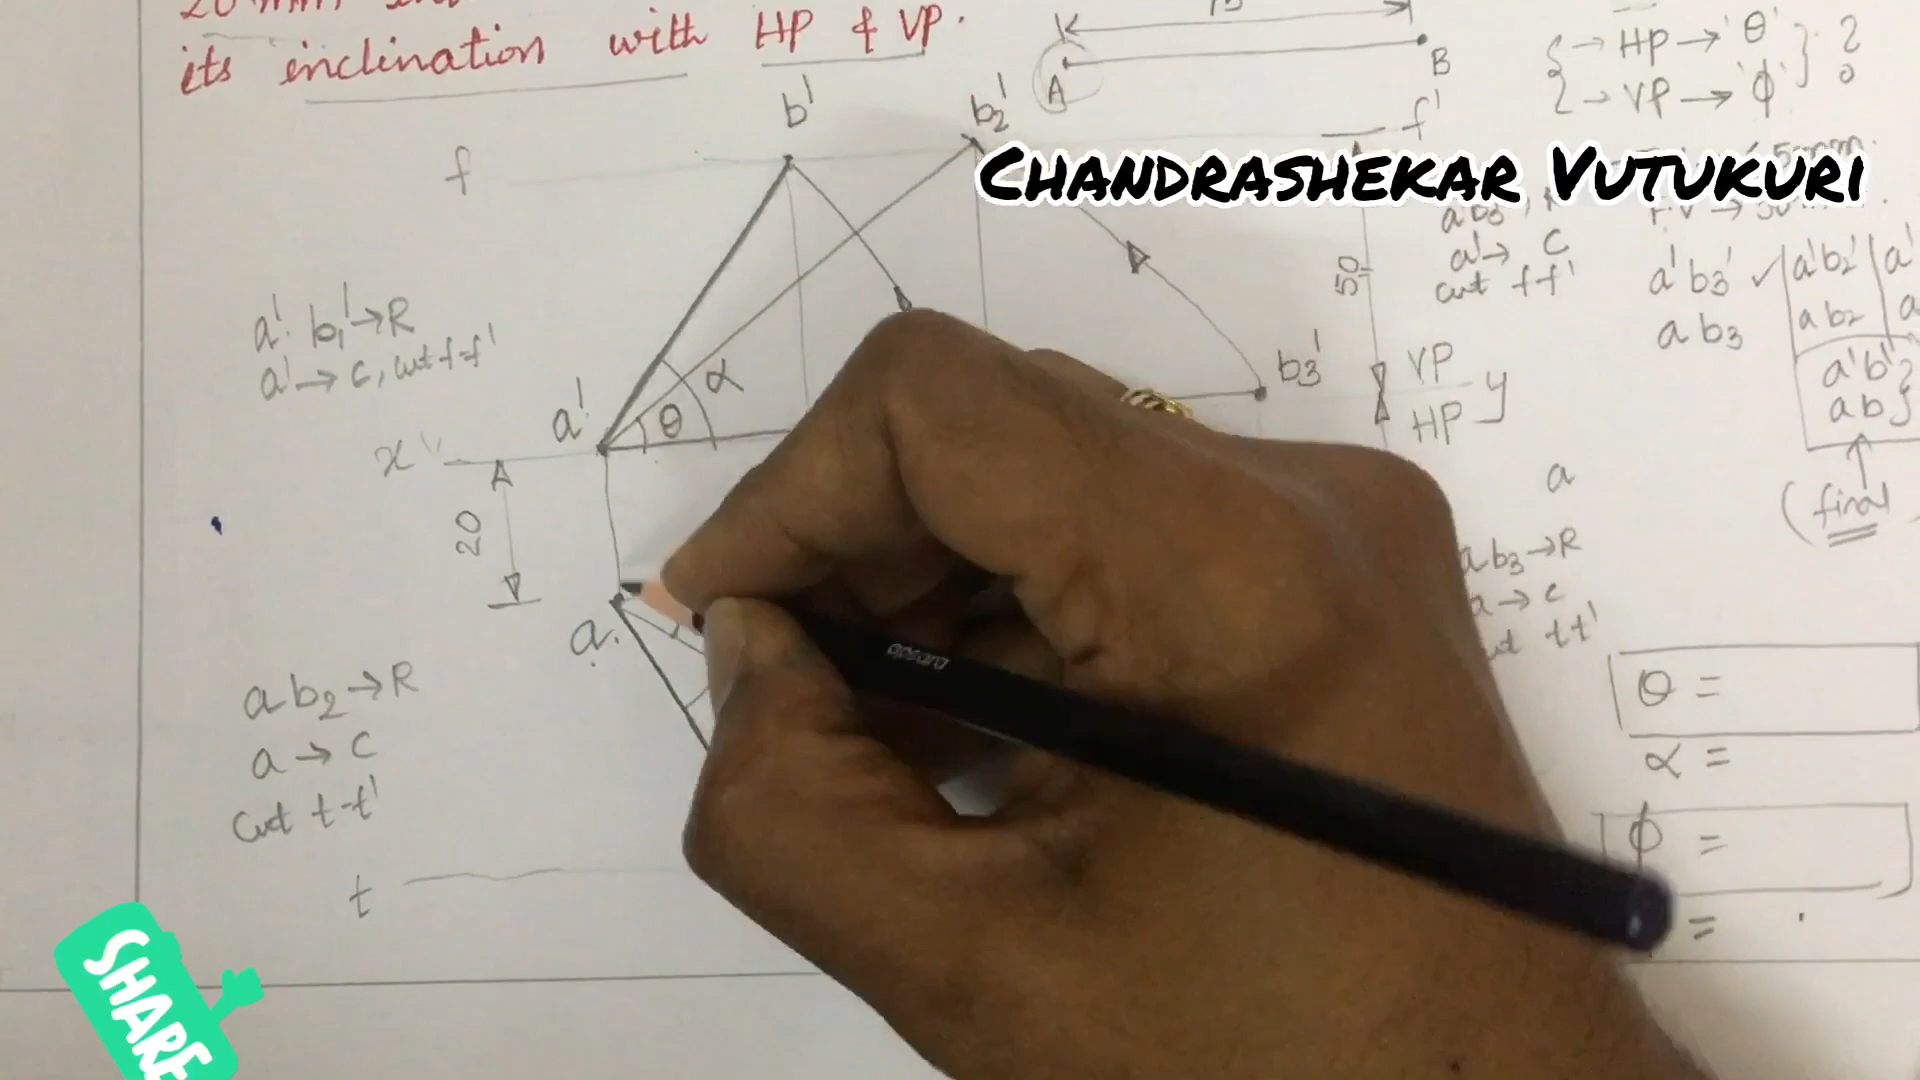 its inclination with HP & VP.
A
B
{→ HP → 'θ' } ?
{→ VP → 'ϕ' }
b'
b2'
f
f'
CHANDRASHEKAR VUTUKURI
a' → C
cut f f'
50
a' b3' ✓ | a' b2' | a'
a b3 | a b2 | a
a' b' }
a b }
(final
a' b1' → R
a' → C, cut f-f'
a'
θ
α
b3'
VP
HP
x
y
20
a
a.
a b2 → R
a → C
cut t-t'
t
a b3 → R
a → C
t t'
θ =
α =
ϕ =
=
apsara
SHARE